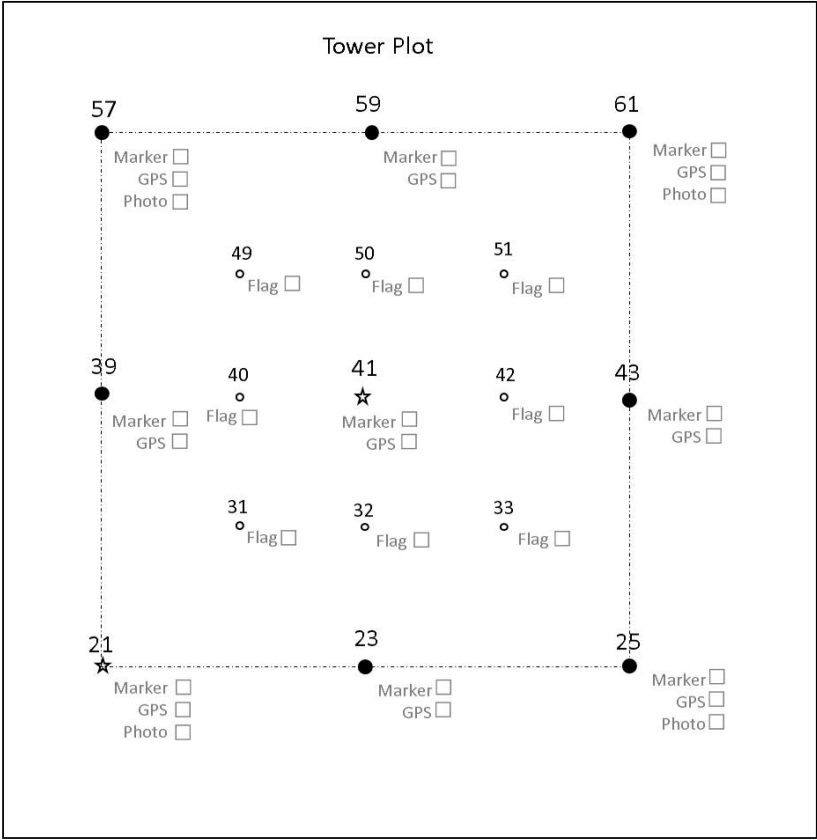 Tower Plot
57
59
61
Marker
GPS
Photo
Marker
GPS
Marker
GPS
Photo
49
Flag
50
Flag
51
Flag
39
Marker
GPS
40
Flag
41
Marker
GPS
42
Flag
43
Marker
GPS
31
Flag
32
Flag
33
Flag
21
Marker
GPS
Photo
23
Marker
GPS
25
Marker
GPS
Photo